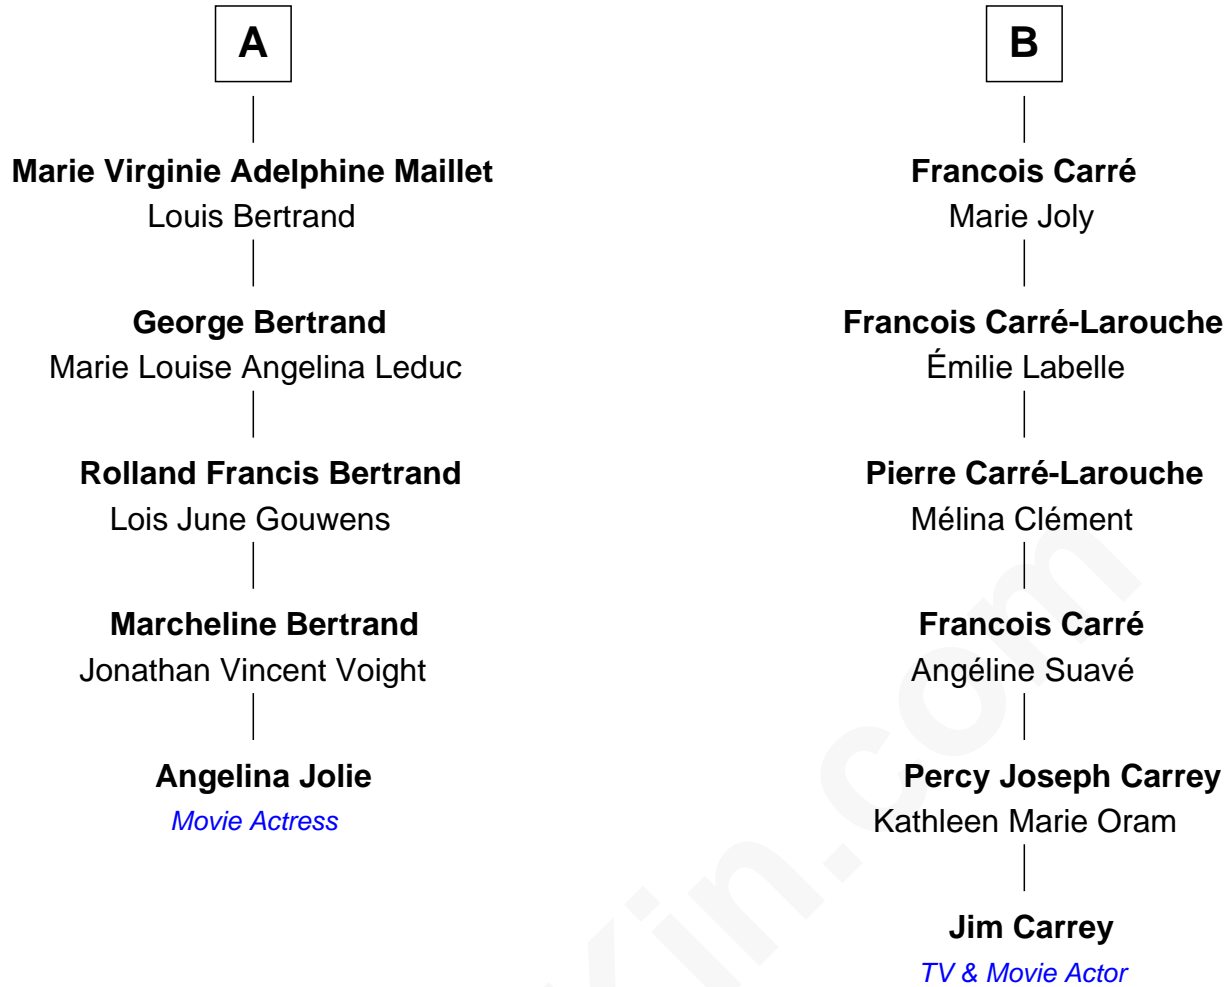 A
Marie Virginie Adelphine Maillet
Louis Bertrand
George Bertrand
Marie Louise Angelina Leduc
Rolland Francis Bertrand
Lois June Gouwens
Marcheline Bertrand
Jonathan Vincent Voight
Angelina Jolie
Movie Actress
B
Francois Carré
Marie Joly
Francois Carré-Larouche
Émilie Labelle
Pierre Carré-Larouche
Mélina Clément
Francois Carré
Angéline Suavé
Percy Joseph Carrey
Kathleen Marie Oram
Jim Carrey
TV & Movie Actor
Kin.com